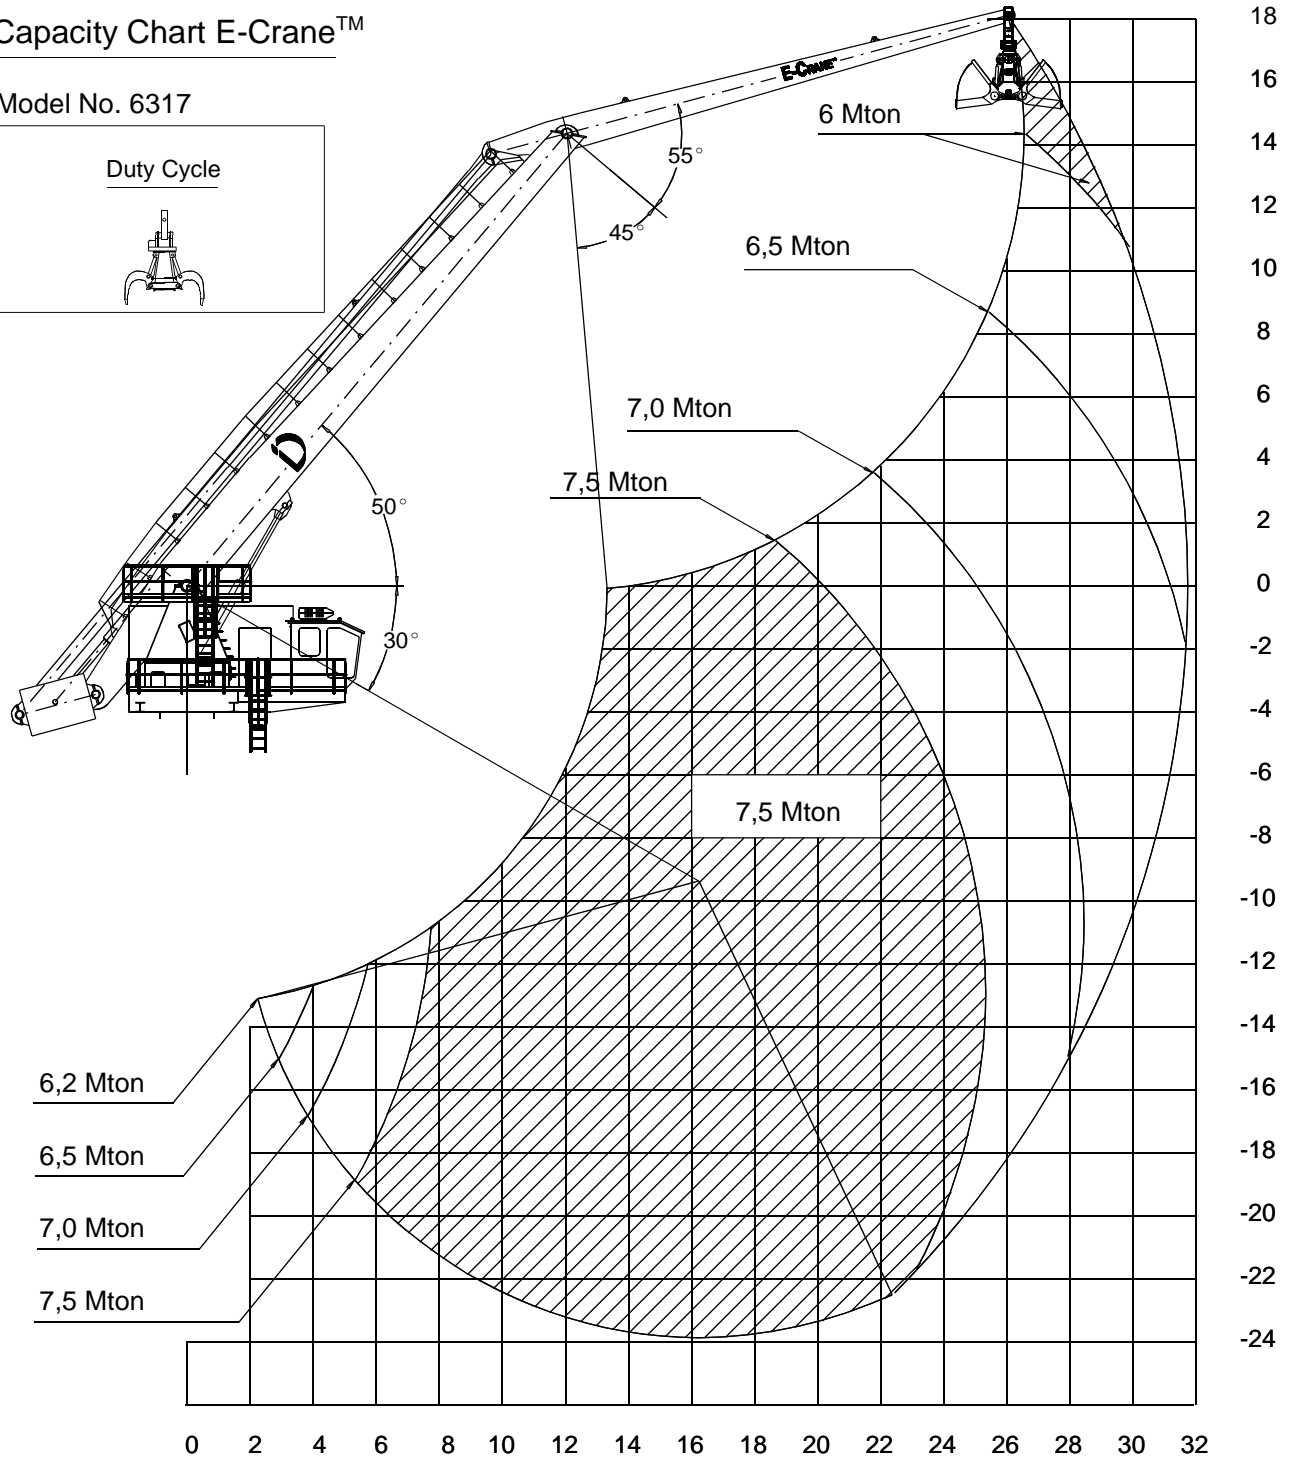 Capacity Chart E-Crane™
Model No. 6317
Duty Cycle
E-CRANE
55°
45°
6 Mton
6,5 Mton
7,0 Mton
7,5 Mton
50°
30°
7,5 Mton
6,2 Mton
6,5 Mton
7,0 Mton
7,5 Mton
18
16
14
12
10
8
6
4
2
0
-2
-4
-6
-8
-10
-12
-14
-16
-18
-20
-22
-24
0 2 4 6 8 10 12 14 16 18 20 22 24 26 28 30 32